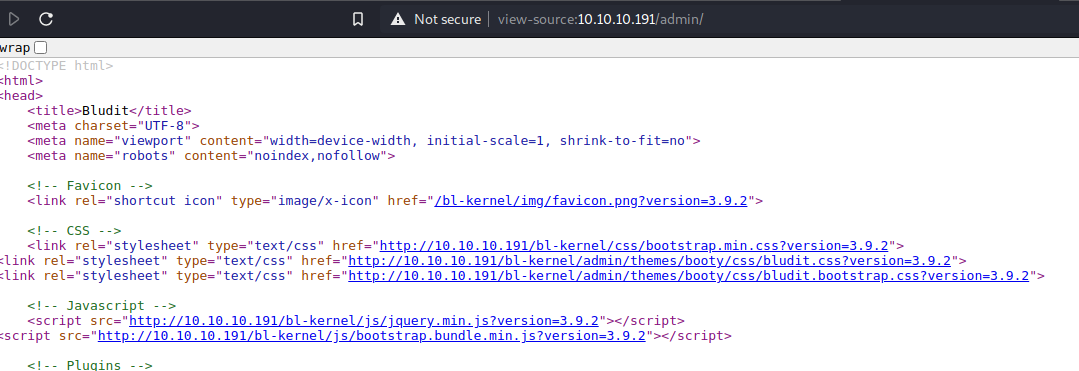 Not secure view-source:10.10.10.191/admin/
wrap
<!DOCTYPE html>
<html>
<head>
<title>Bludit</title>
<meta charset="UTF-8">
<meta name="viewport" content="width=device-width, initial-scale=1, shrink-to-fit=no">
<meta name="robots" content="noindex,nofollow">
<!-- Favicon -->
<link rel="shortcut icon" type="image/x-icon" href="/bl-kernel/img/favicon.png?version=3.9.2">
<!-- CSS -->
<link rel="stylesheet" type="text/css" href="http://10.10.10.191/bl-kernel/css/bootstrap.min.css?version=3.9.2">
<link rel="stylesheet" type="text/css" href="http://10.10.10.191/bl-kernel/admin/themes/booty/css/bludit.css?version=3.9.2">
<link rel="stylesheet" type="text/css" href="http://10.10.10.191/bl-kernel/admin/themes/booty/css/bludit.bootstrap.css?version=3.9.2">
<!-- Javascript -->
<script src="http://10.10.10.191/bl-kernel/js/jquery.min.js?version=3.9.2"></script>
<script src="http://10.10.10.191/bl-kernel/js/bootstrap.bundle.min.js?version=3.9.2"></script>
<!-- Plugins -->